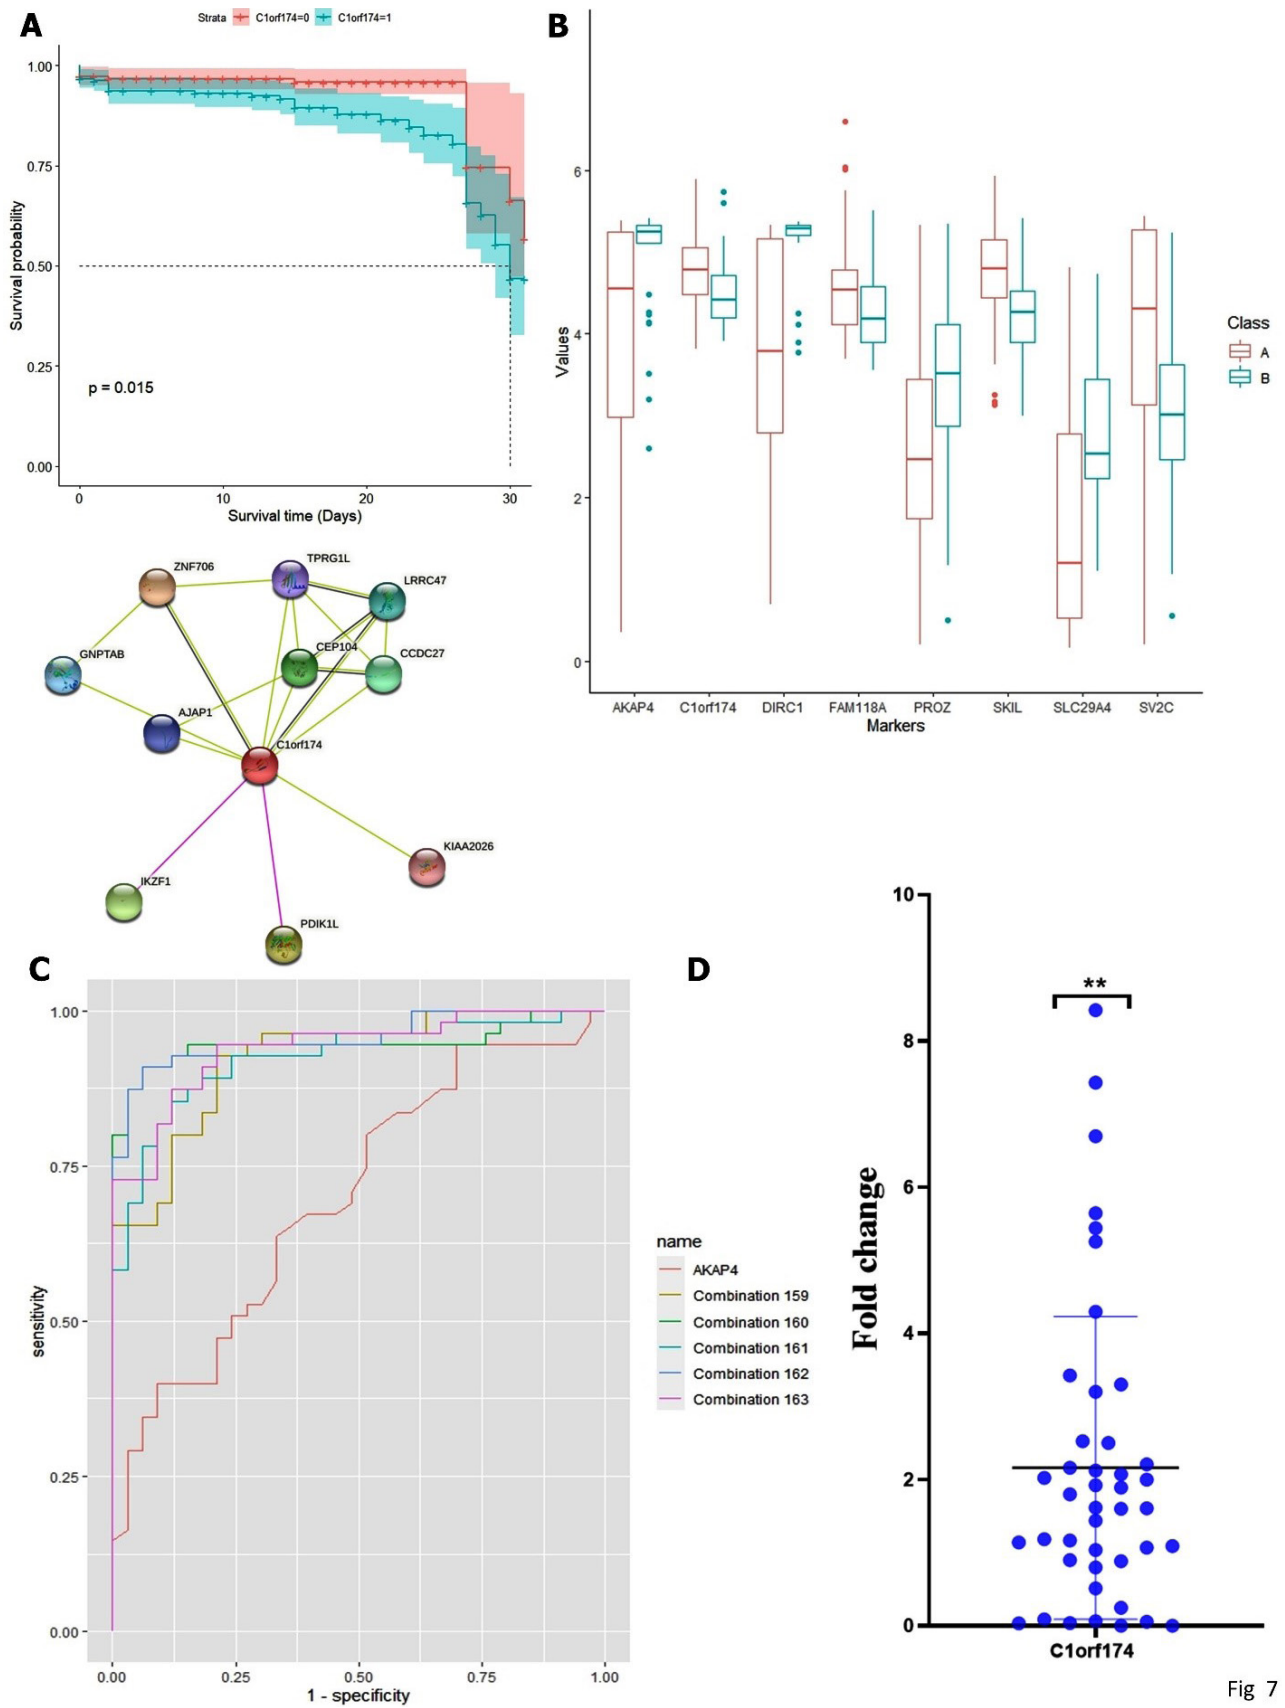 A
Strata C1orf174=0 C1orf174=1
Survival probability
1.00
0.75
0.50
0.25
0.00
p = 0.015
0 10 20 30
Survival time (Days)
B
Values
6
4
2
0
AKAP4 C1orf174 DIRC1 FAM118A PROZ SKIL SLC29A4 SV2C
Markers
Class
A
B
ZNF706
TPRG1L
LRRC47
GNPTAB
CEP104
CCDC27
AJAP1
C1orf174
KIAA2026
IKZF1
PDIK1L
C
sensitivity
1.00
0.75
0.50
0.25
0.00
0.00 0.25 0.50 0.75 1.00
1 - specificity
name
AKAP4
Combination 159
Combination 160
Combination 161
Combination 162
Combination 163
D
Fold change
10
8
6
4
2
0
**
C1orf174
Fig 7